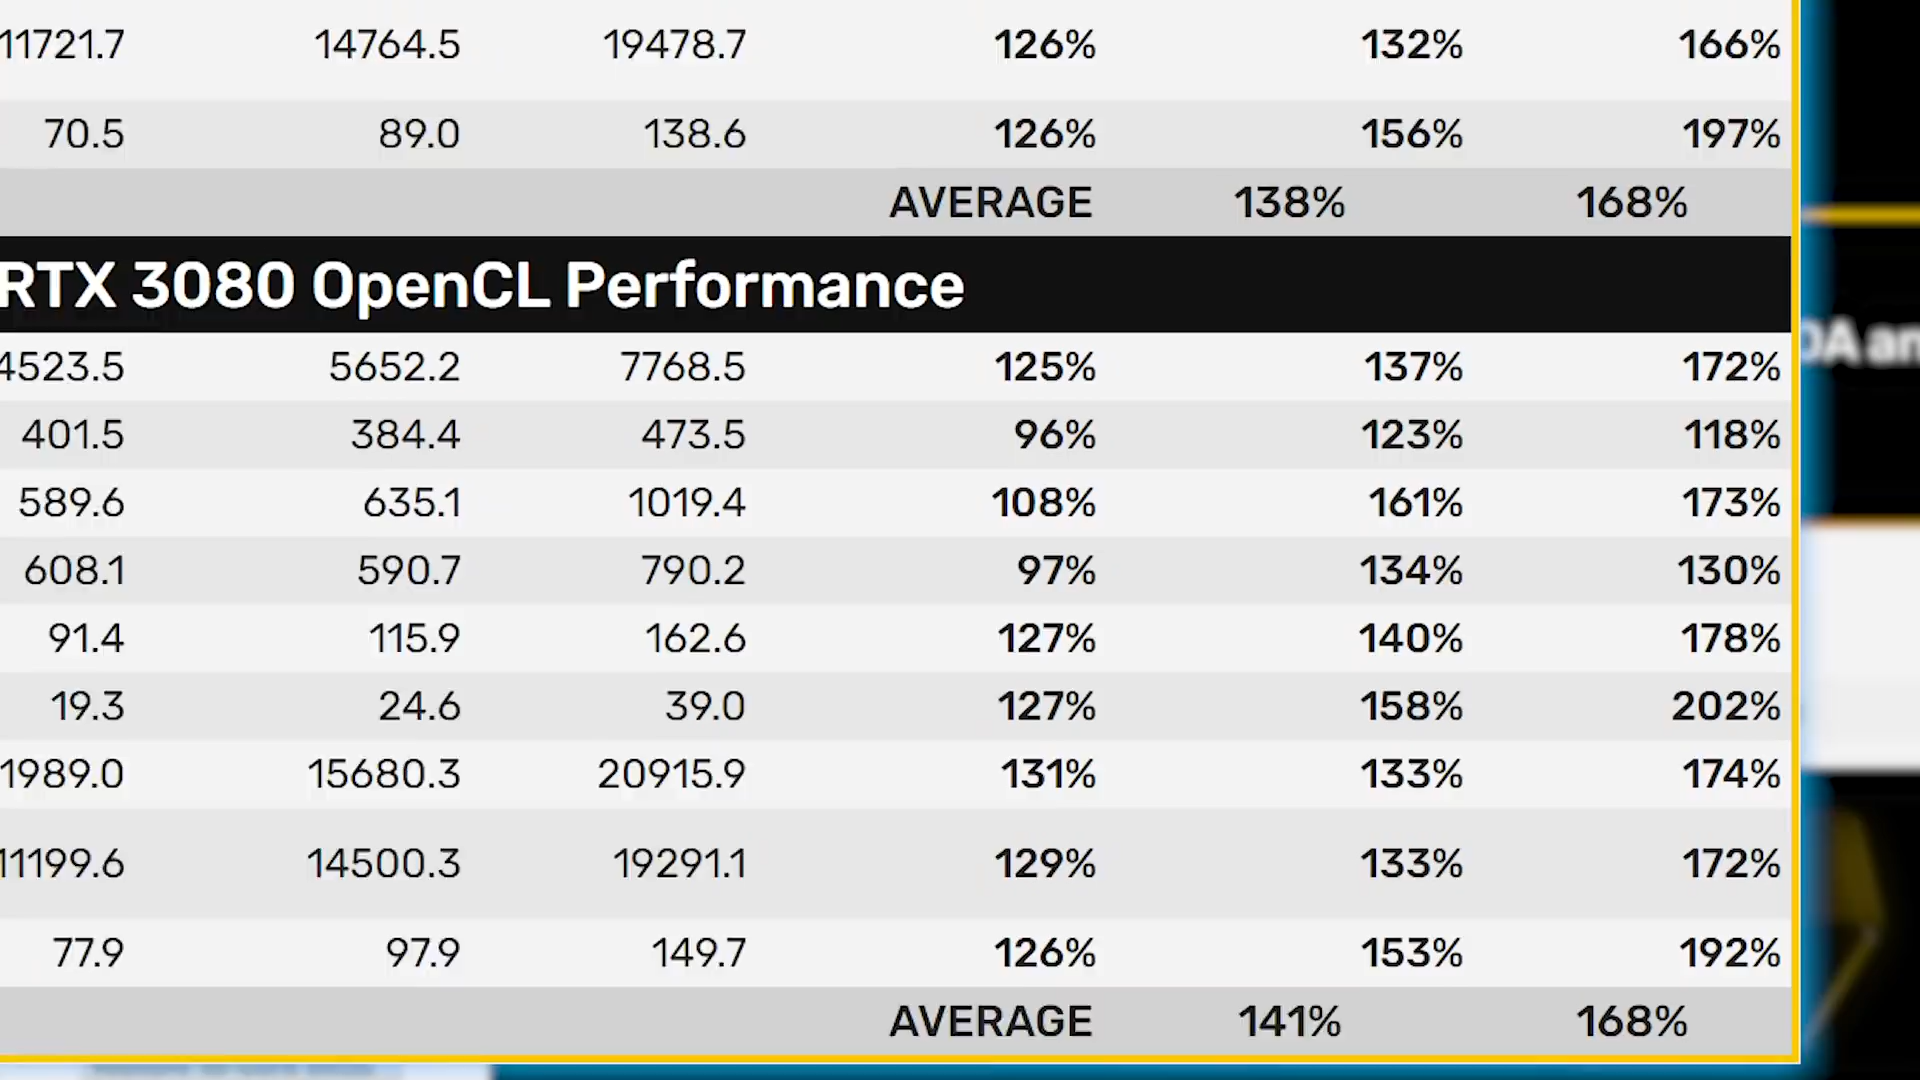 11721.7 14764.5 19478.7 126% 132% 166%
70.5 89.0 138.6 126% 156% 197%
AVERAGE 138% 168%
RTX 3080 OpenCL Performance
4523.5 5652.2 7768.5 125% 137% 172%
401.5 384.4 473.5 96% 123% 118%
589.6 635.1 1019.4 108% 161% 173%
608.1 590.7 790.2 97% 134% 130%
91.4 115.9 162.6 127% 140% 178%
19.3 24.6 39.0 127% 158% 202%
1989.0 15680.3 20915.9 131% 133% 174%
11199.6 14500.3 19291.1 129% 133% 172%
77.9 97.9 149.7 126% 153% 192%
AVERAGE 141% 168%